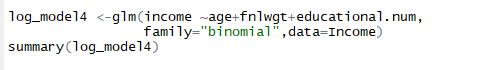 log_model4 <-glm(income ~age+fnlwgt+educational.num,
family="binomial",data=Income)
summary(log_model4)